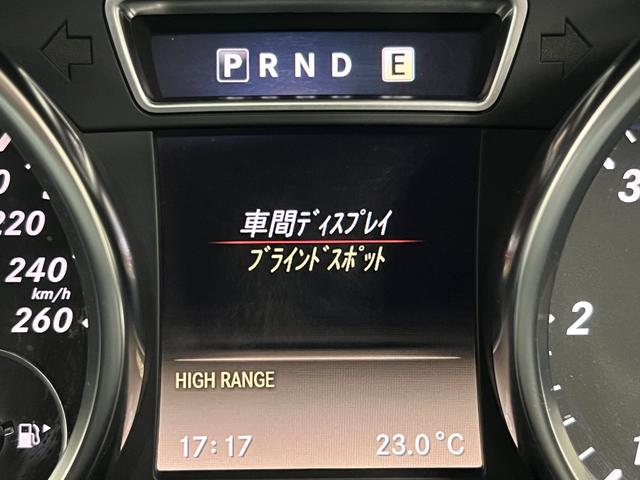 P R N D E
車間ディスプレイ
ブラインドスポット
220
240
km/h
260
3
2
1
HIGH RANGE
17:17 23.0°C